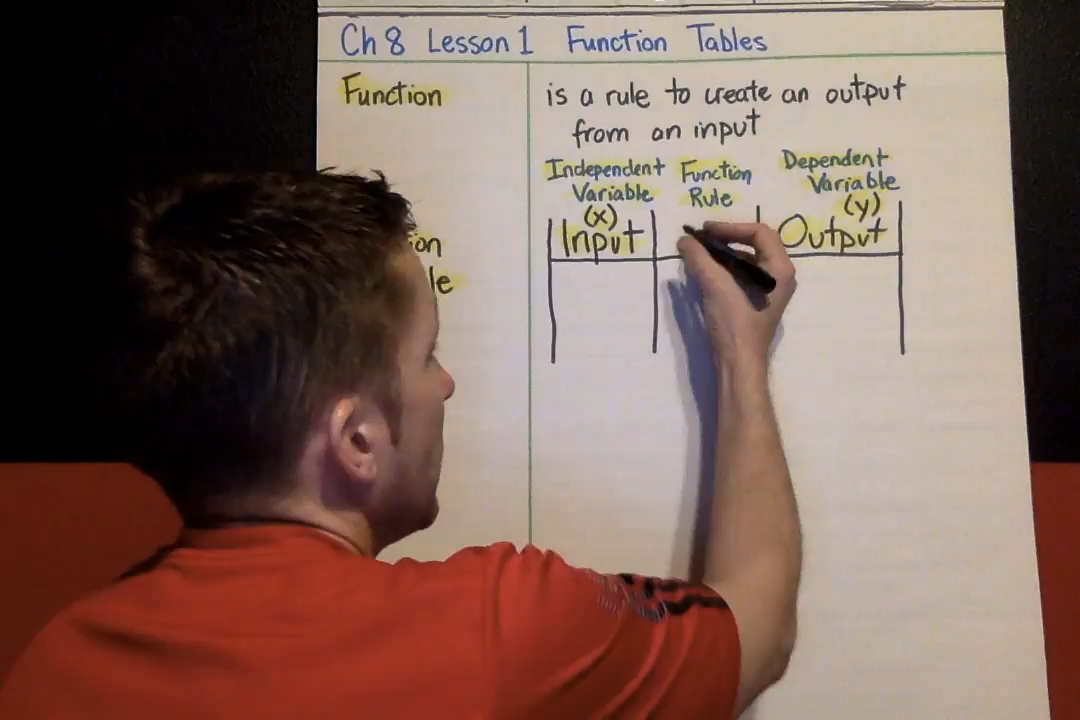 Ch 8 Lesson 1 Function Tables
Function
is a rule to create an output
from an input
Independent
Variable
(x)
Input
Function
Rule
Dependent
Variable
(y)
Output